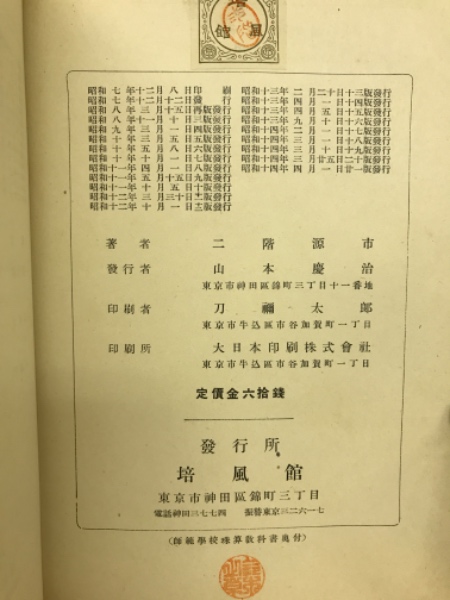 館 風
昭和七年十二月八日印刷
昭和七年十二月十二日發行
昭和八年三月十五日再版發行
昭和八年十一月十日三版發行
昭和九年三月一日四版發行
昭和十年三月八日五版發行
昭和十年十月五日六版發行
昭和十年十月一日七版發行
昭和十一年四月一日八版發行
昭和十一年五月十五日九版發行
昭和十一年十月五日十版發行
昭和十二年三月三十日十一版發行
昭和十二年十月一日十二版發行
昭和十三年二月二十日十三版發行
昭和十三年四月一日十四版發行
昭和十三年四月五日十五版發行
昭和十三年九月十日十六版發行
昭和十三年九月一日十七版發行
昭和十四年二月一日十八版發行
昭和十四年三月十日十九版發行
昭和十四年三月廿五日二十版發行
昭和十四年四月一日廿一版發行
著者 二階源市
發行者 山本慶治
東京市神田區錦町三丁目十一番地
印刷者 刀禰太郎
東京市牛込區市谷加賀町一丁目
印刷所 大日本印刷株式會社
東京市牛込區市谷加賀町一丁目
定價金六拾錢
發行所
培風館
東京市神田區錦町三丁目
電話神田三七七四 振替東京三二六一七
(師範學校珠算敎科書奥付)